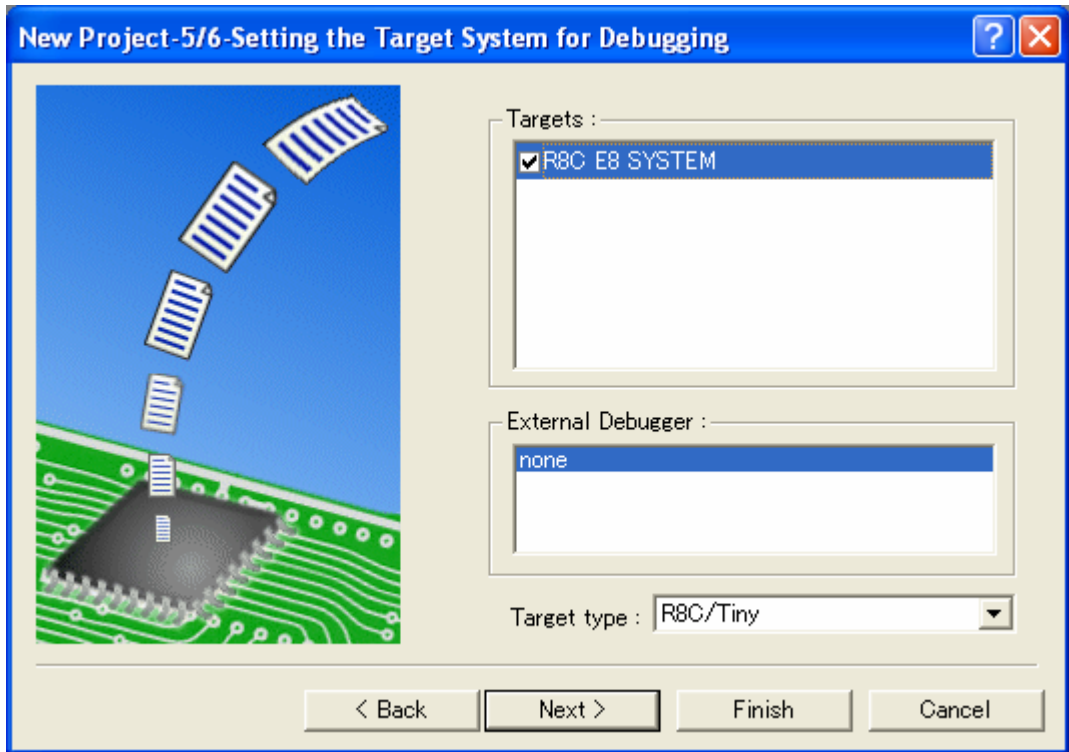 New Project-5/6-Setting the Target System for Debugging
Targets :
R8C E8 SYSTEM
External Debugger :
none
Target type : R8C/Tiny
< Back Next > Finish Cancel